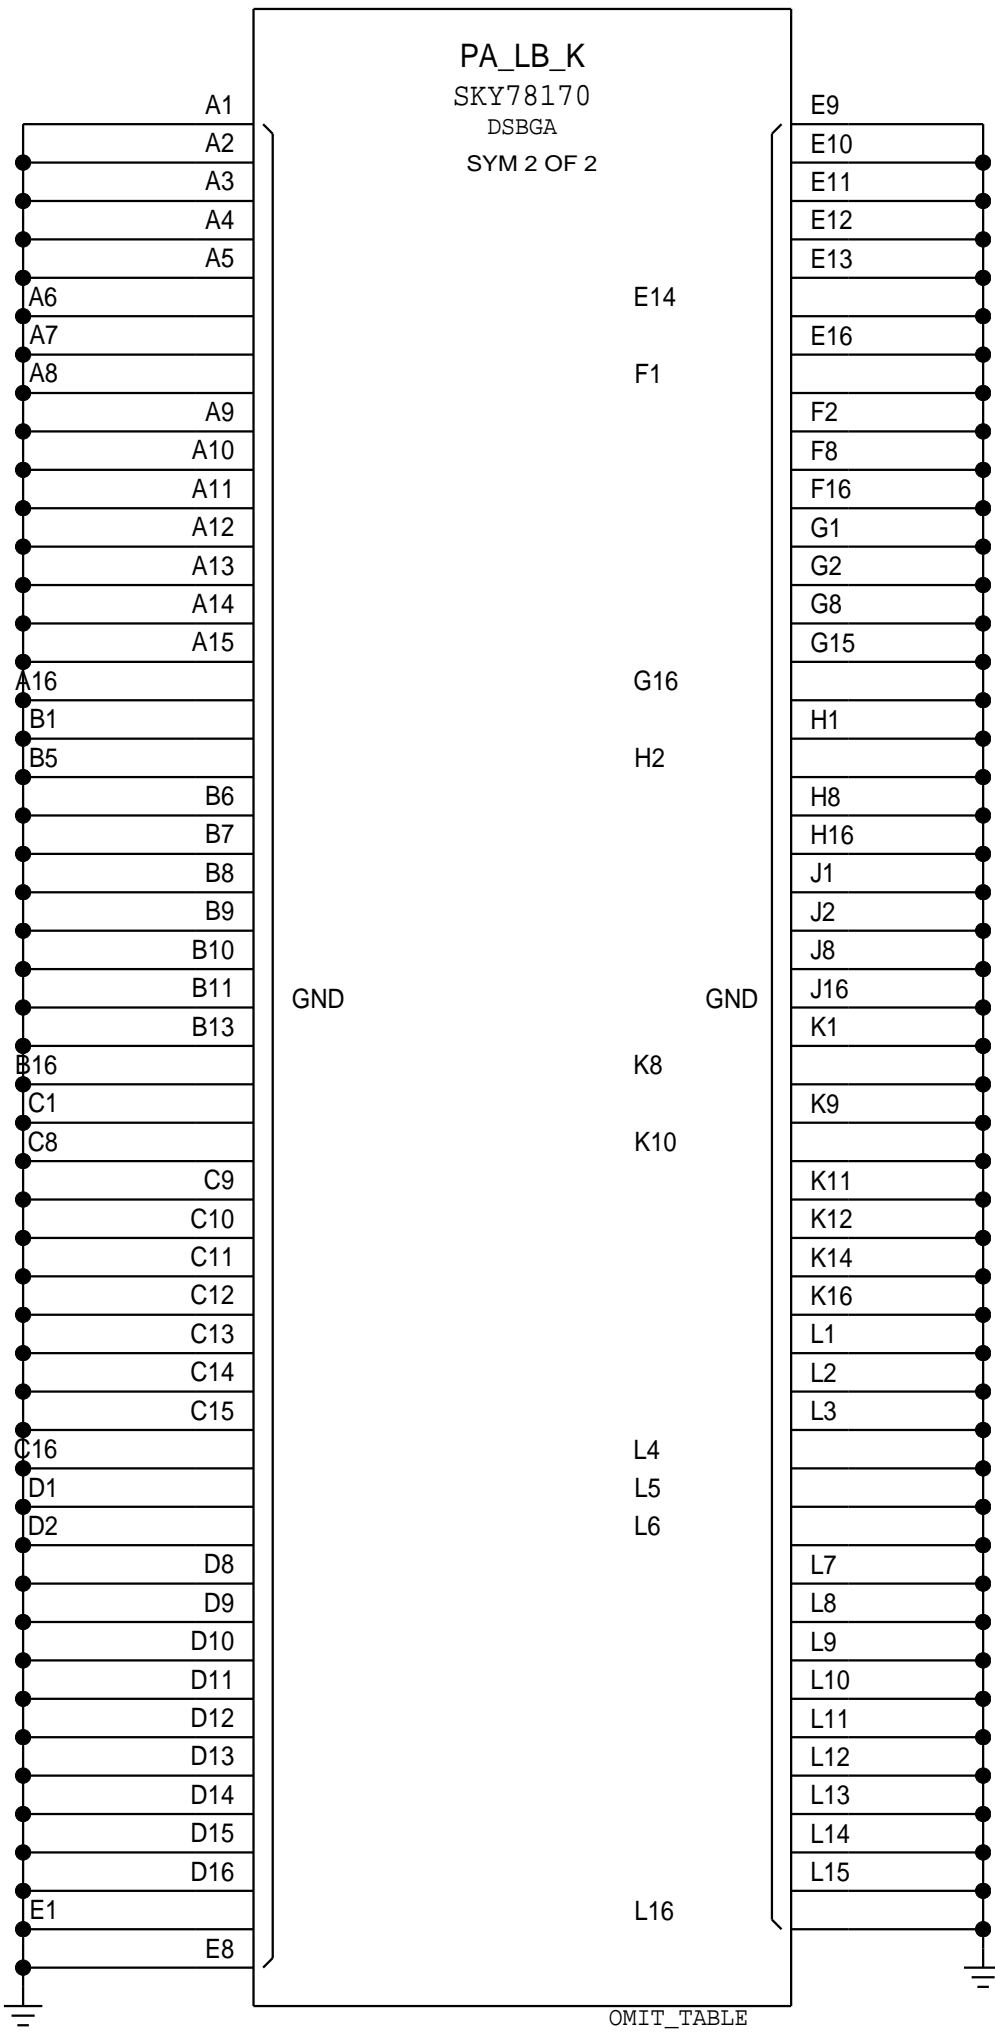 PA_LB_K
SKY78170
DSBGA
SYM 2 OF 2
A1 E9
A2 E10
A3 E11
A4 E12
A5 E13
A6 E14
A7 E16
A8 F1
A9 F2
A10 F8
A11 F16
A12 G1
A13 G2
A14 G8
A15 G15
A16 G16
B1 H1
B5 H2
B6 H8
B7 H16
B8 J1
B9 J2
B10 J8
B11 GND GND J16
B13 K1
B16 K8
C1 K9
C8 K10
C9 K11
C10 K12
C11 K14
C12 K16
C13 L1
C14 L2
C15 L3
C16 L4
D1 L5
D2 L6
D8 L7
D9 L8
D10 L9
D11 L10
D12 L11
D13 L12
D14 L13
D15 L14
D16 L15
E1 L16
E8
OMIT_TABLE